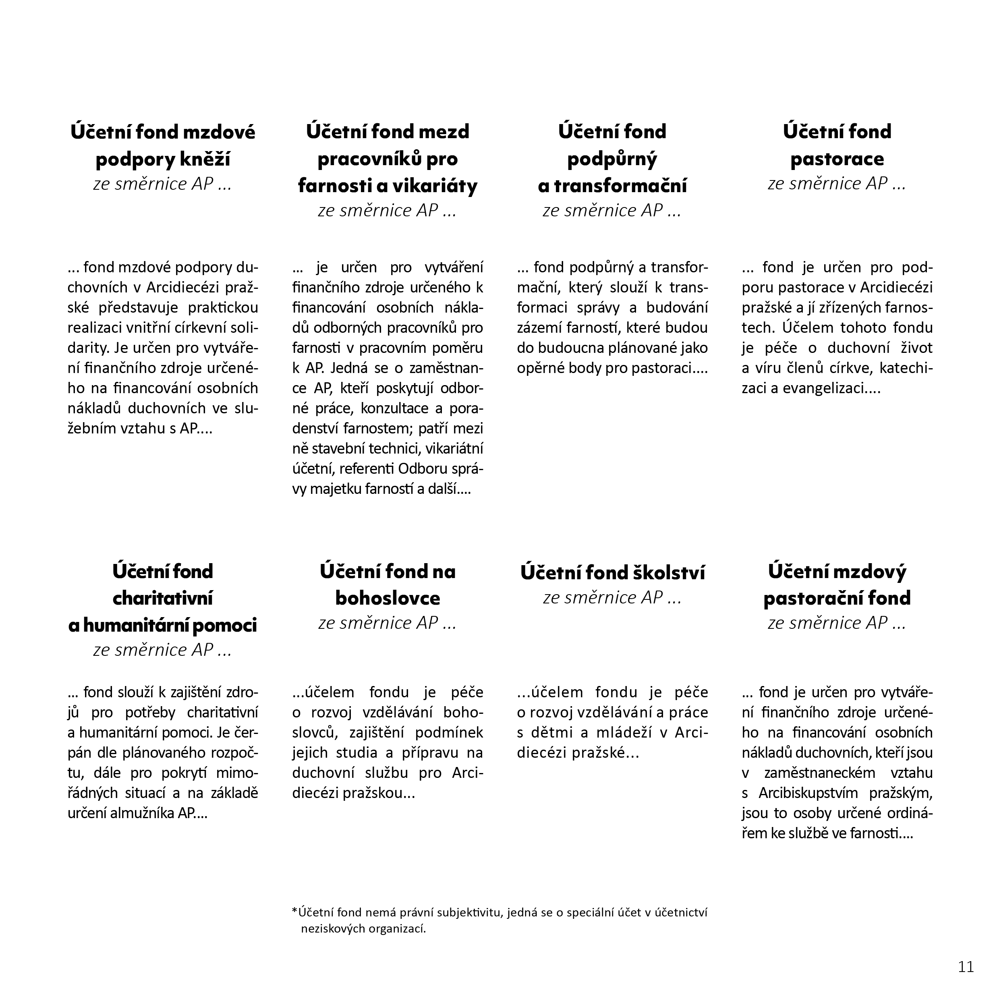 Účetní fond mzdové
podpory kněží
ze směrnice AP ...
... fond mzdové podpory du-
chovních v Arcidiecézi praž-
ské představuje praktickou
realizaci vnitřní církevní soli-
darity. Je určen pro vytváře-
ní finančního zdroje určené-
ho na financování osobních
nákladů duchovních ve slu-
žebním vztahu s AP....
Účetní fond mezd
pracovníků pro
farnosti a vikariáty
ze směrnice AP ...
... je určen pro vytváření
finančního zdroje určeného k
financování osobních nákla-
dů odborných pracovníků pro
farnosti v pracovním poměru
k AP. Jedná se o zaměstnan-
ce AP, kteří poskytují odbor-
né práce, konzultace a pora-
denství farnostem; patří mezi
ně stavební technici, vikariátní
účetní, referenti Odboru sprá-
vy majetku farností a další....
Účetní fond
podpůrný
a transformační
ze směrnice AP ...
... fond podpůrný a transfor-
mační, který slouží k trans-
formaci správy a budování
zázemí farností, které budou
do budoucna plánované jako
opěrné body pro pastoraci....
Účetní fond
pastorace
ze směrnice AP ...
... fond je určen pro pod-
poru pastorace v Arcidiecézi
pražské a jí zřízených farnos-
tech. Účelem tohoto fondu
je péče o duchovní život
a víru členů církve, katechi-
zaci a evangelizaci....
Účetní fond
charitativní
a humanitární pomoci
ze směrnice AP ...
... fond slouží k zajištění zdro-
jů pro potřeby charitativní
a humanitární pomoci. Je čer-
pán dle plánovaného rozpoč-
tu, dále pro pokrytí mimo-
řádných situací a na základě
určení almužníka AP....
Účetní fond na
bohoslovce
ze směrnice AP ...
...účelem fondu je péče
o rozvoj vzdělávání boho-
slovců, zajištění podmínek
jejich studia a přípravu na
duchovní službu pro Arci-
diecézi pražskou...
Účetní fond školství
ze směrnice AP ...
...účelem fondu je péče
o rozvoj vzdělávání a práce
s dětmi a mládeží v Arci-
diecézi pražské...
Účetní mzdový
pastorační fond
ze směrnice AP ...
... fond je určen pro vytváře-
ní finančního zdroje určené-
ho na financování osobních
nákladů duchovních, kteří jsou
v zaměstnaneckém vztahu
s Arcibiskupstvím pražským,
jsou to osoby určené ordiná-
řem ke službě ve farnosti....
*Účetní fond nemá právní subjektivitu, jedná se o speciální účet v účetnictví
neziskových organizací.
11